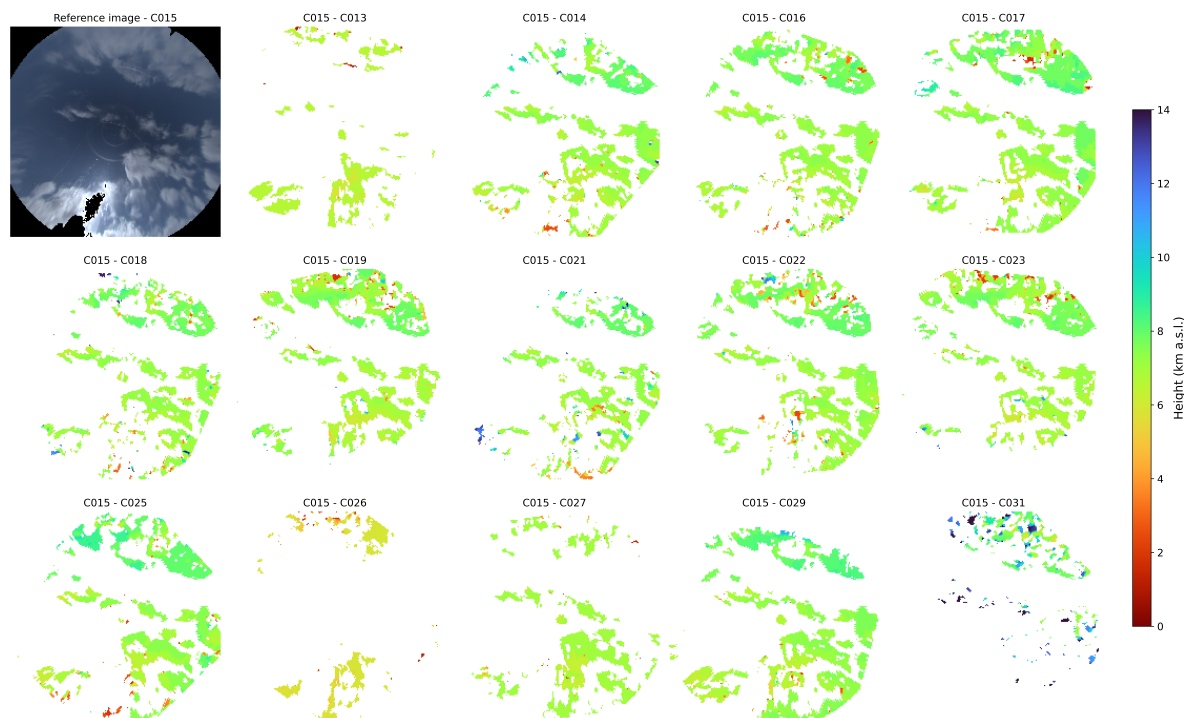 Reference image - C015
C015 - C013
C015 - C014
C015 - C016
C015 - C017
C015 - C018
C015 - C019
C015 - C021
C015 - C022
C015 - C023
C015 - C025
C015 - C026
C015 - C027
C015 - C029
C015 - C031
14
12
10
8
6
4
2
0
Height (km a.s.l.)